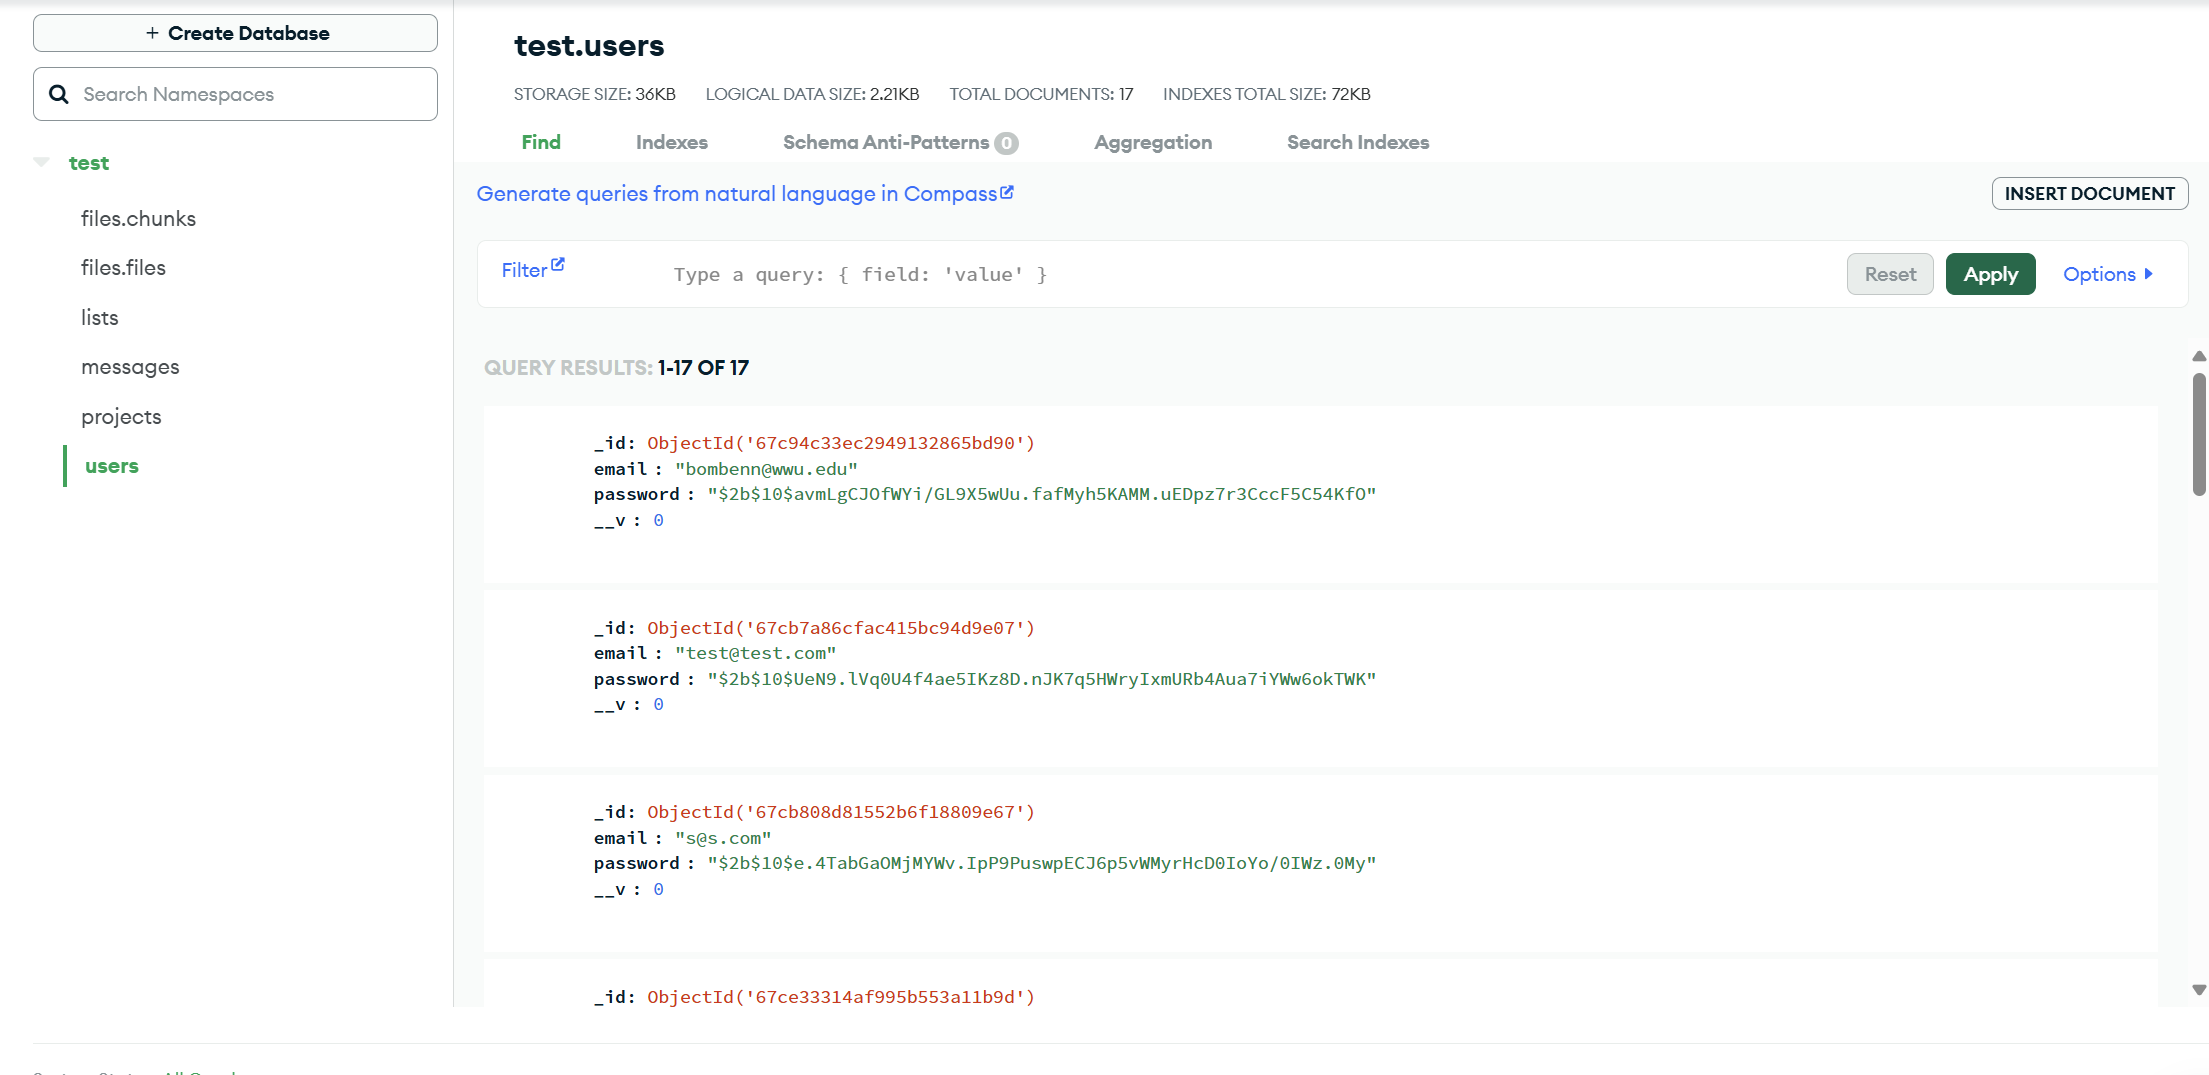 + Create Database
Search Namespaces
test
files.chunks
files.files
lists
messages
projects
users
test.users
STORAGE SIZE: 36KB LOGICAL DATA SIZE: 2.21KB TOTAL DOCUMENTS: 17 INDEXES TOTAL SIZE: 72KB
Find Indexes Schema Anti-Patterns 0 Aggregation Search Indexes
Generate queries from natural language in Compass
INSERT DOCUMENT
Filter Type a query: { field: 'value' } Reset Apply Options
QUERY RESULTS: 1-17 OF 17
_id: ObjectId('67c94c33ec2949132865bd90')
email : "bombenn@wwu.edu"
password : "$2b$10$avmLgCJOfWYi/GL9X5wUu.fafMyh5KAMM.uEDpz7r3CccF5C54KfO"
__v : 0
_id: ObjectId('67cb7a86cfac415bc94d9e07')
email : "test@test.com"
password : "$2b$10$UeN9.lVq0U4f4ae5IKz8D.nJK7q5HWryIxmURb4Aua7iYWw6okTWK"
__v : 0
_id: ObjectId('67cb808d81552b6f18809e67')
email : "s@s.com"
password : "$2b$10$e.4TabGaOMjMYWv.IpP9PuswpECJ6p5vWMyrHcD0IoYo/0IWz.0My"
__v : 0
_id: ObjectId('67ce33314af995b553a11b9d')